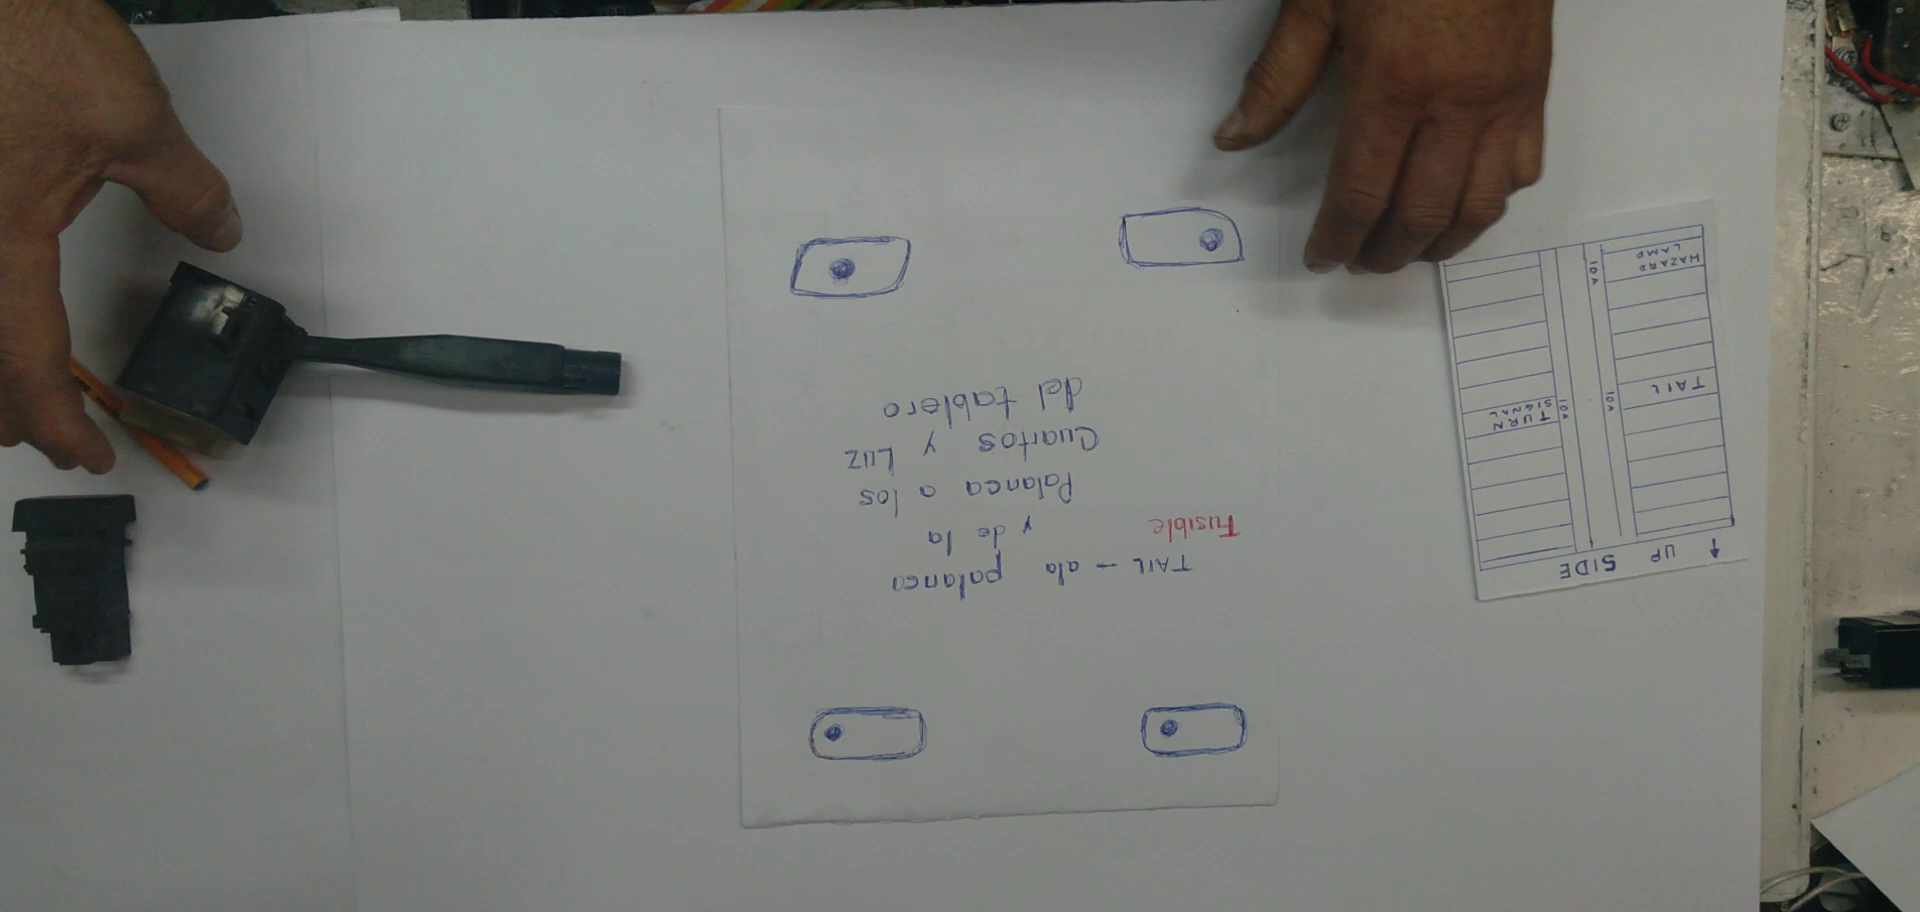 TAIL - ala palanca
Fusible y de la
Palanca a los
Cuartos y Luz
del tablero
↑ UP SIDE
TAIL
10A
HAZARD
LAMP
10A
TURN
SIGNAL
10A